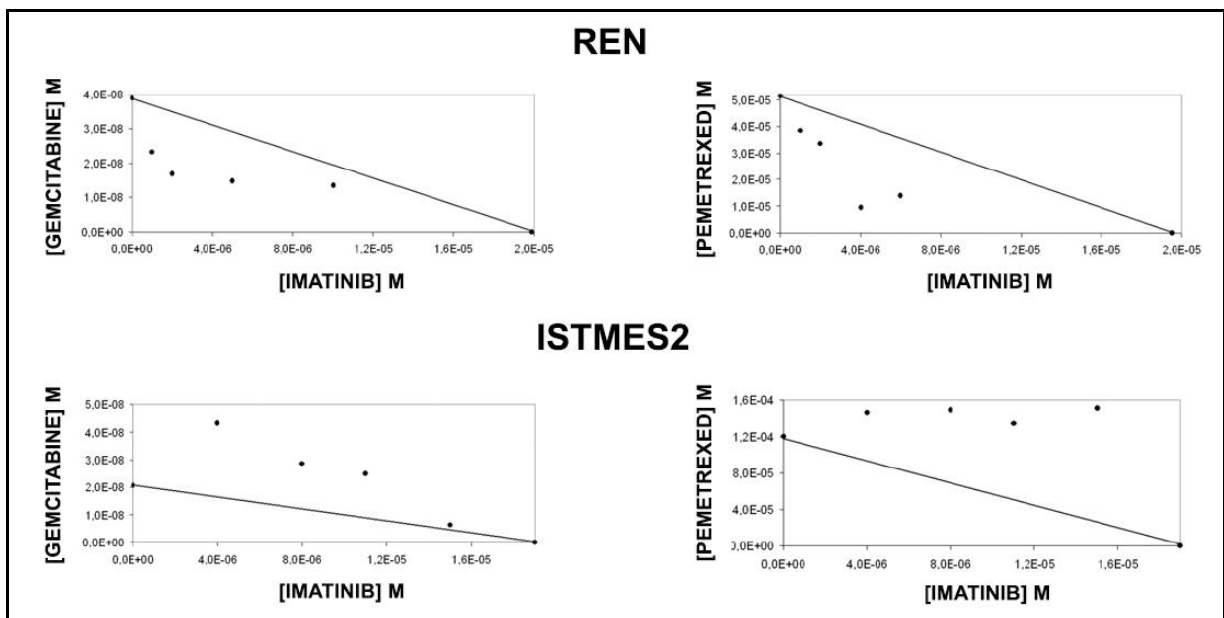 REN
[GEMCITABINE] M
4,0E-08
3,0E-08
2,0E-08
1,0E-08
0,0E+00
0,0E+00 4,0E-06 8,0E-06 1,2E-05 1,6E-05 2,0E-05
[IMATINIB] M
[PEMETREXED] M
5,0E-05
4,0E-05
3,0E-05
2,0E-05
1,0E-05
0,0E+00
0,0E+00 4,0E-06 8,0E-06 1,2E-05 1,6E-05 2,0E-05
[IMATINIB] M
ISTMES2
[GEMCITABINE] M
5,0E-08
4,0E-08
3,0E-08
2,0E-08
1,0E-08
0,0E+00
0,0E+00 4,0E-06 8,0E-06 1,2E-05 1,6E-05
[IMATINIB] M
[PEMETREXED] M
1,6E-04
1,2E-04
8,0E-05
4,0E-05
0,0E+00
0,0E+00 4,0E-06 8,0E-06 1,2E-05 1,6E-05
[IMATINIB] M